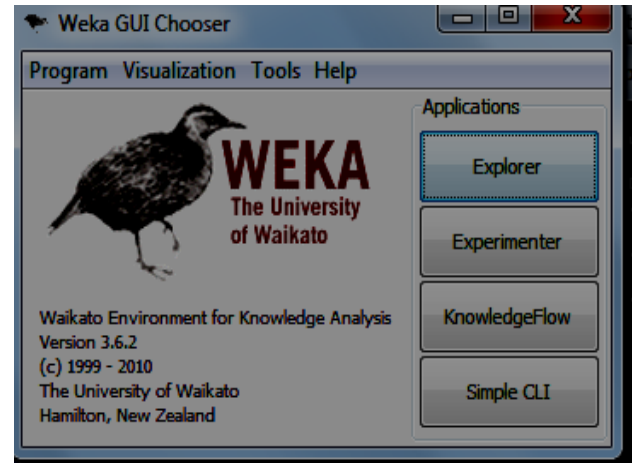 Weka GUI Chooser
Program Visualization Tools Help
WEKA
The University
of Waikato
Waikato Environment for Knowledge Analysis
Version 3.6.2
(c) 1999 - 2010
The University of Waikato
Hamilton, New Zealand
Applications
Explorer
Experimenter
KnowledgeFlow
Simple CLI